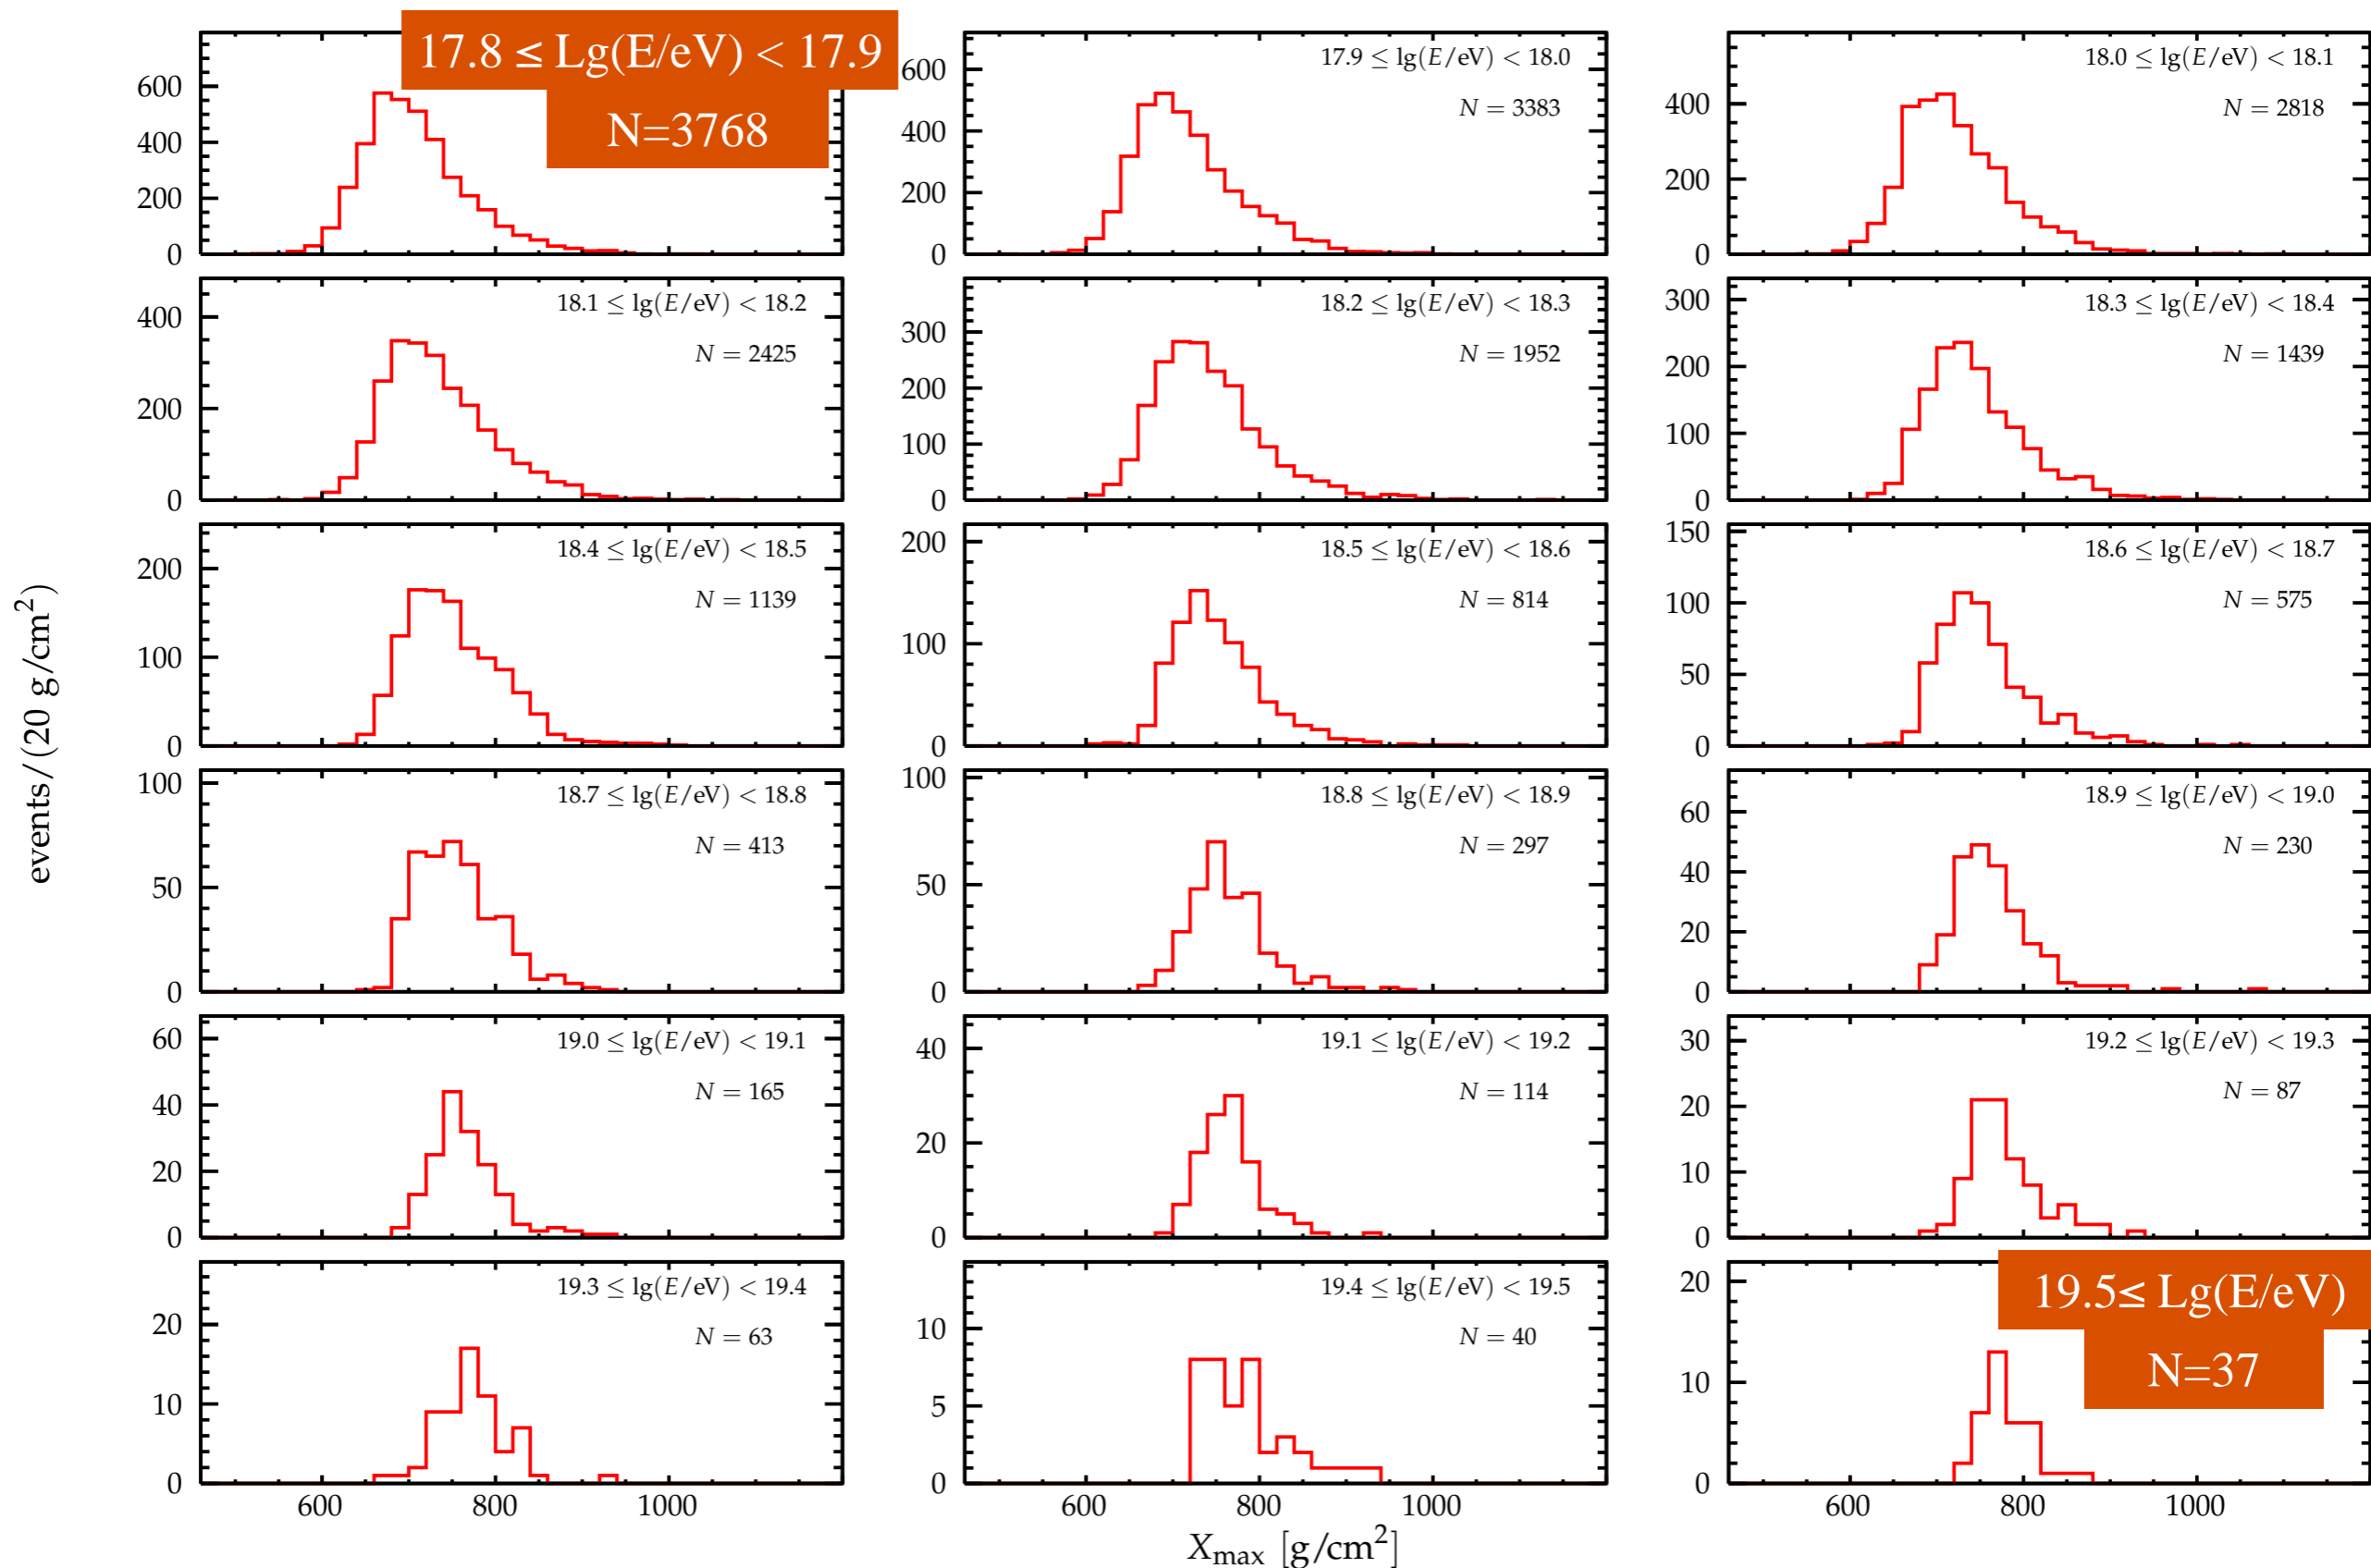 17.8 ≤ Lg(E/eV) < 17.9
N=3768
600
400
200
0
17.9 ≤ lg(E/eV) < 18.0
N = 3383
600
400
200
0
18.0 ≤ lg(E/eV) < 18.1
N = 2818
400
200
0
18.1 ≤ lg(E/eV) < 18.2
N = 2425
400
200
0
18.2 ≤ lg(E/eV) < 18.3
N = 1952
300
200
100
0
18.3 ≤ lg(E/eV) < 18.4
N = 1439
300
200
100
0
events/(20 g/cm²)
18.4 ≤ lg(E/eV) < 18.5
N = 1139
200
100
0
18.5 ≤ lg(E/eV) < 18.6
N = 814
200
100
0
18.6 ≤ lg(E/eV) < 18.7
N = 575
150
100
50
0
18.7 ≤ lg(E/eV) < 18.8
N = 413
100
50
0
18.8 ≤ lg(E/eV) < 18.9
N = 297
100
50
0
18.9 ≤ lg(E/eV) < 19.0
N = 230
60
40
20
0
19.0 ≤ lg(E/eV) < 19.1
N = 165
60
40
20
0
19.1 ≤ lg(E/eV) < 19.2
N = 114
40
20
0
19.2 ≤ lg(E/eV) < 19.3
N = 87
30
20
10
0
19.3 ≤ lg(E/eV) < 19.4
N = 63
20
10
0
19.4 ≤ lg(E/eV) < 19.5
N = 40
10
5
0
19.5≤ Lg(E/eV)
N=37
20
10
0
600 800 1000
600 800 1000
600 800 1000
Xmax [g/cm²]